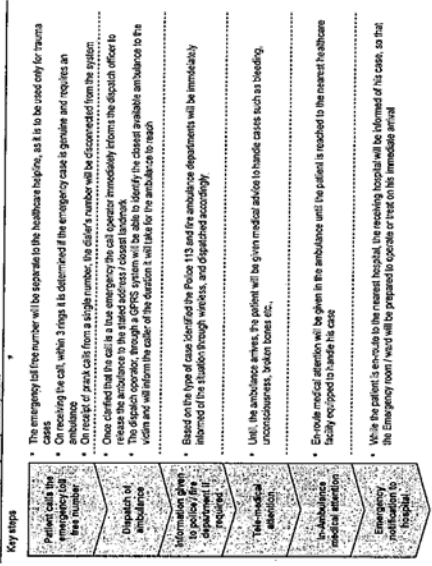 Key steps
Patient calls the
emergency toll
free number
• The emergency toll free number will be separate to the healthcare helpline, as it is to be used only for trauma
cases
• On receiving the call, within 3 rings it is determined if the emergency case is genuine and requires an
ambulance
• On receipt of prank calls from a single number, the dialer's number will be disconnected from the system
Dispatch of
ambulance
• Once clarified that the call is a true emergency the call operator immediately informs the dispatch officer to
release the ambulance to the stated address / closest landmark
• The dispatch operator, through a GPRS system will be able to identify the closest available ambulance to the
victim and will inform the caller of the duration it will take for the ambulance to reach
Information given
to police / fire
department if
required
• Based on the type of case identified the Police 113 and fire ambulance departments will be immediately
informed of the situation through wireless, and dispatched accordingly
Tele-medical
attention
• Until, the ambulance arrives, the patient will be given medical advice to handle cases such as bleeding,
unconsciousness, broken bones etc.,
In-Ambulance
medical attention
• En-route medical attention will be given in the ambulance until the patient is reached to the nearest healthcare
facility equipped to handle his case
Emergency
notification to
hospital
• While the patient is en-route to the nearest hospital, the receiving hospital will be informed of his case, so that
the Emergency room / ward will be prepared to operate or treat on his immediate arrival